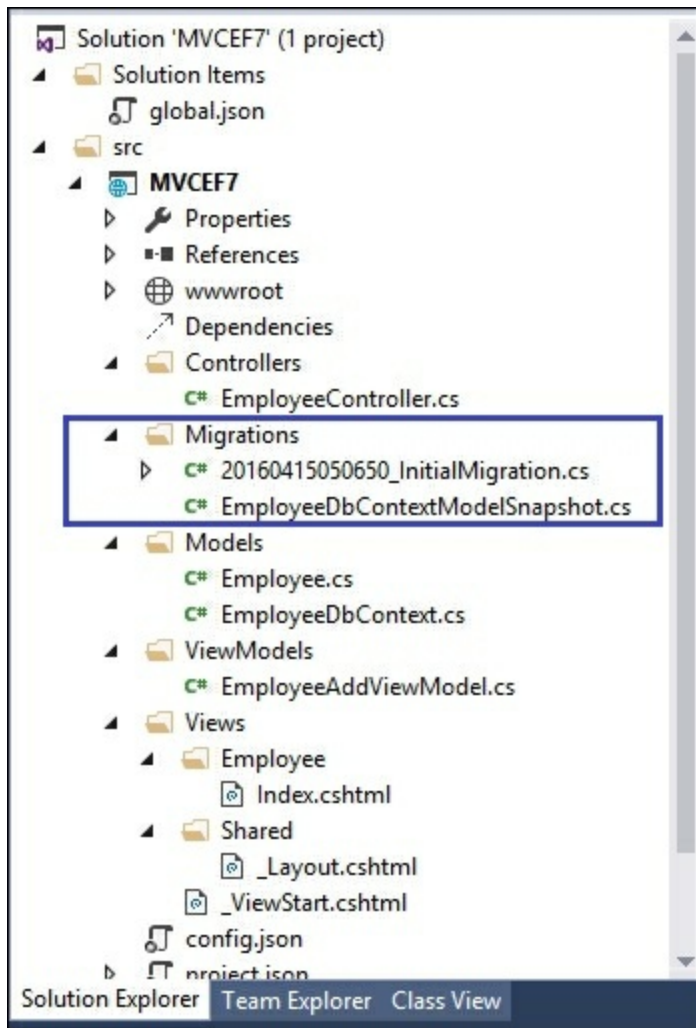 Solution 'MVCEF7' (1 project)
Solution Items
global.json
src
MVCEF7
Properties
References
wwwroot
Dependencies
Controllers
C# EmployeeController.cs
Migrations
C# 20160415050650_InitialMigration.cs
C# EmployeeDbContextModelSnapshot.cs
Models
C# Employee.cs
C# EmployeeDbContext.cs
ViewModels
C# EmployeeAddViewModel.cs
Views
Employee
Index.cshtml
Shared
_Layout.cshtml
_ViewStart.cshtml
config.json
project.json
Solution Explorer Team Explorer Class View